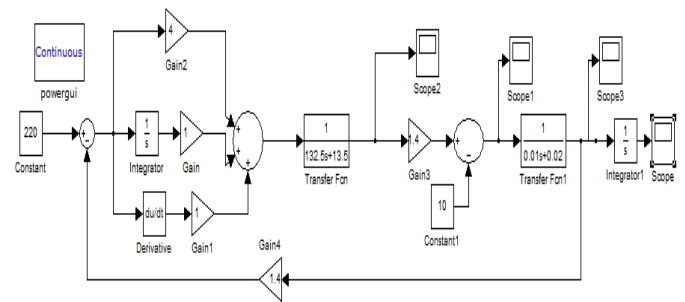 Continuous
powergui
4
Gain2
Scope2
Scope1
Scope3
220
Constant
+
−
1
s
Integrator
1
Gain
+
+
+
1
132.5s+13.5
Transfer Fcn
1.4
Gain3
+
−
1
0.01s+0.02
Transfer Fcn1
1
s
Integrator1
Scope
du/dt
Derivative
1
Gain1
10
Constant1
Gain4
1.4